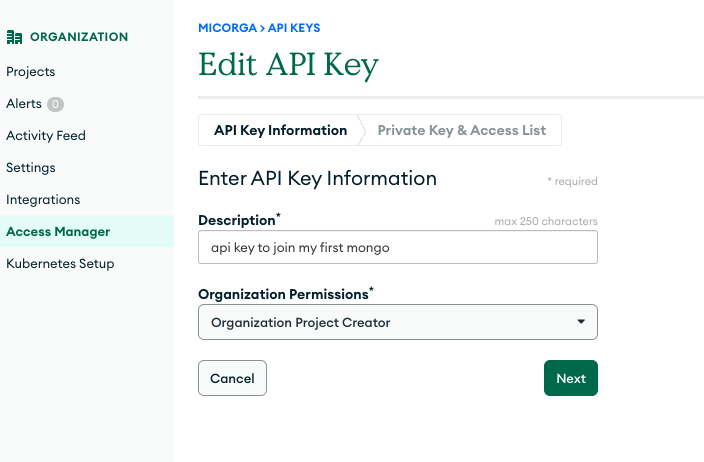 ORGANIZATION
Projects
Alerts 0
Activity Feed
Settings
Integrations
Access Manager
Kubernetes Setup
MICORGA > API KEYS
Edit API Key
API Key Information
Private Key & Access List
Enter API Key Information
* required
Description*
max 250 characters
api key to join my first mongo
Organization Permissions*
Organization Project Creator
Cancel
Next